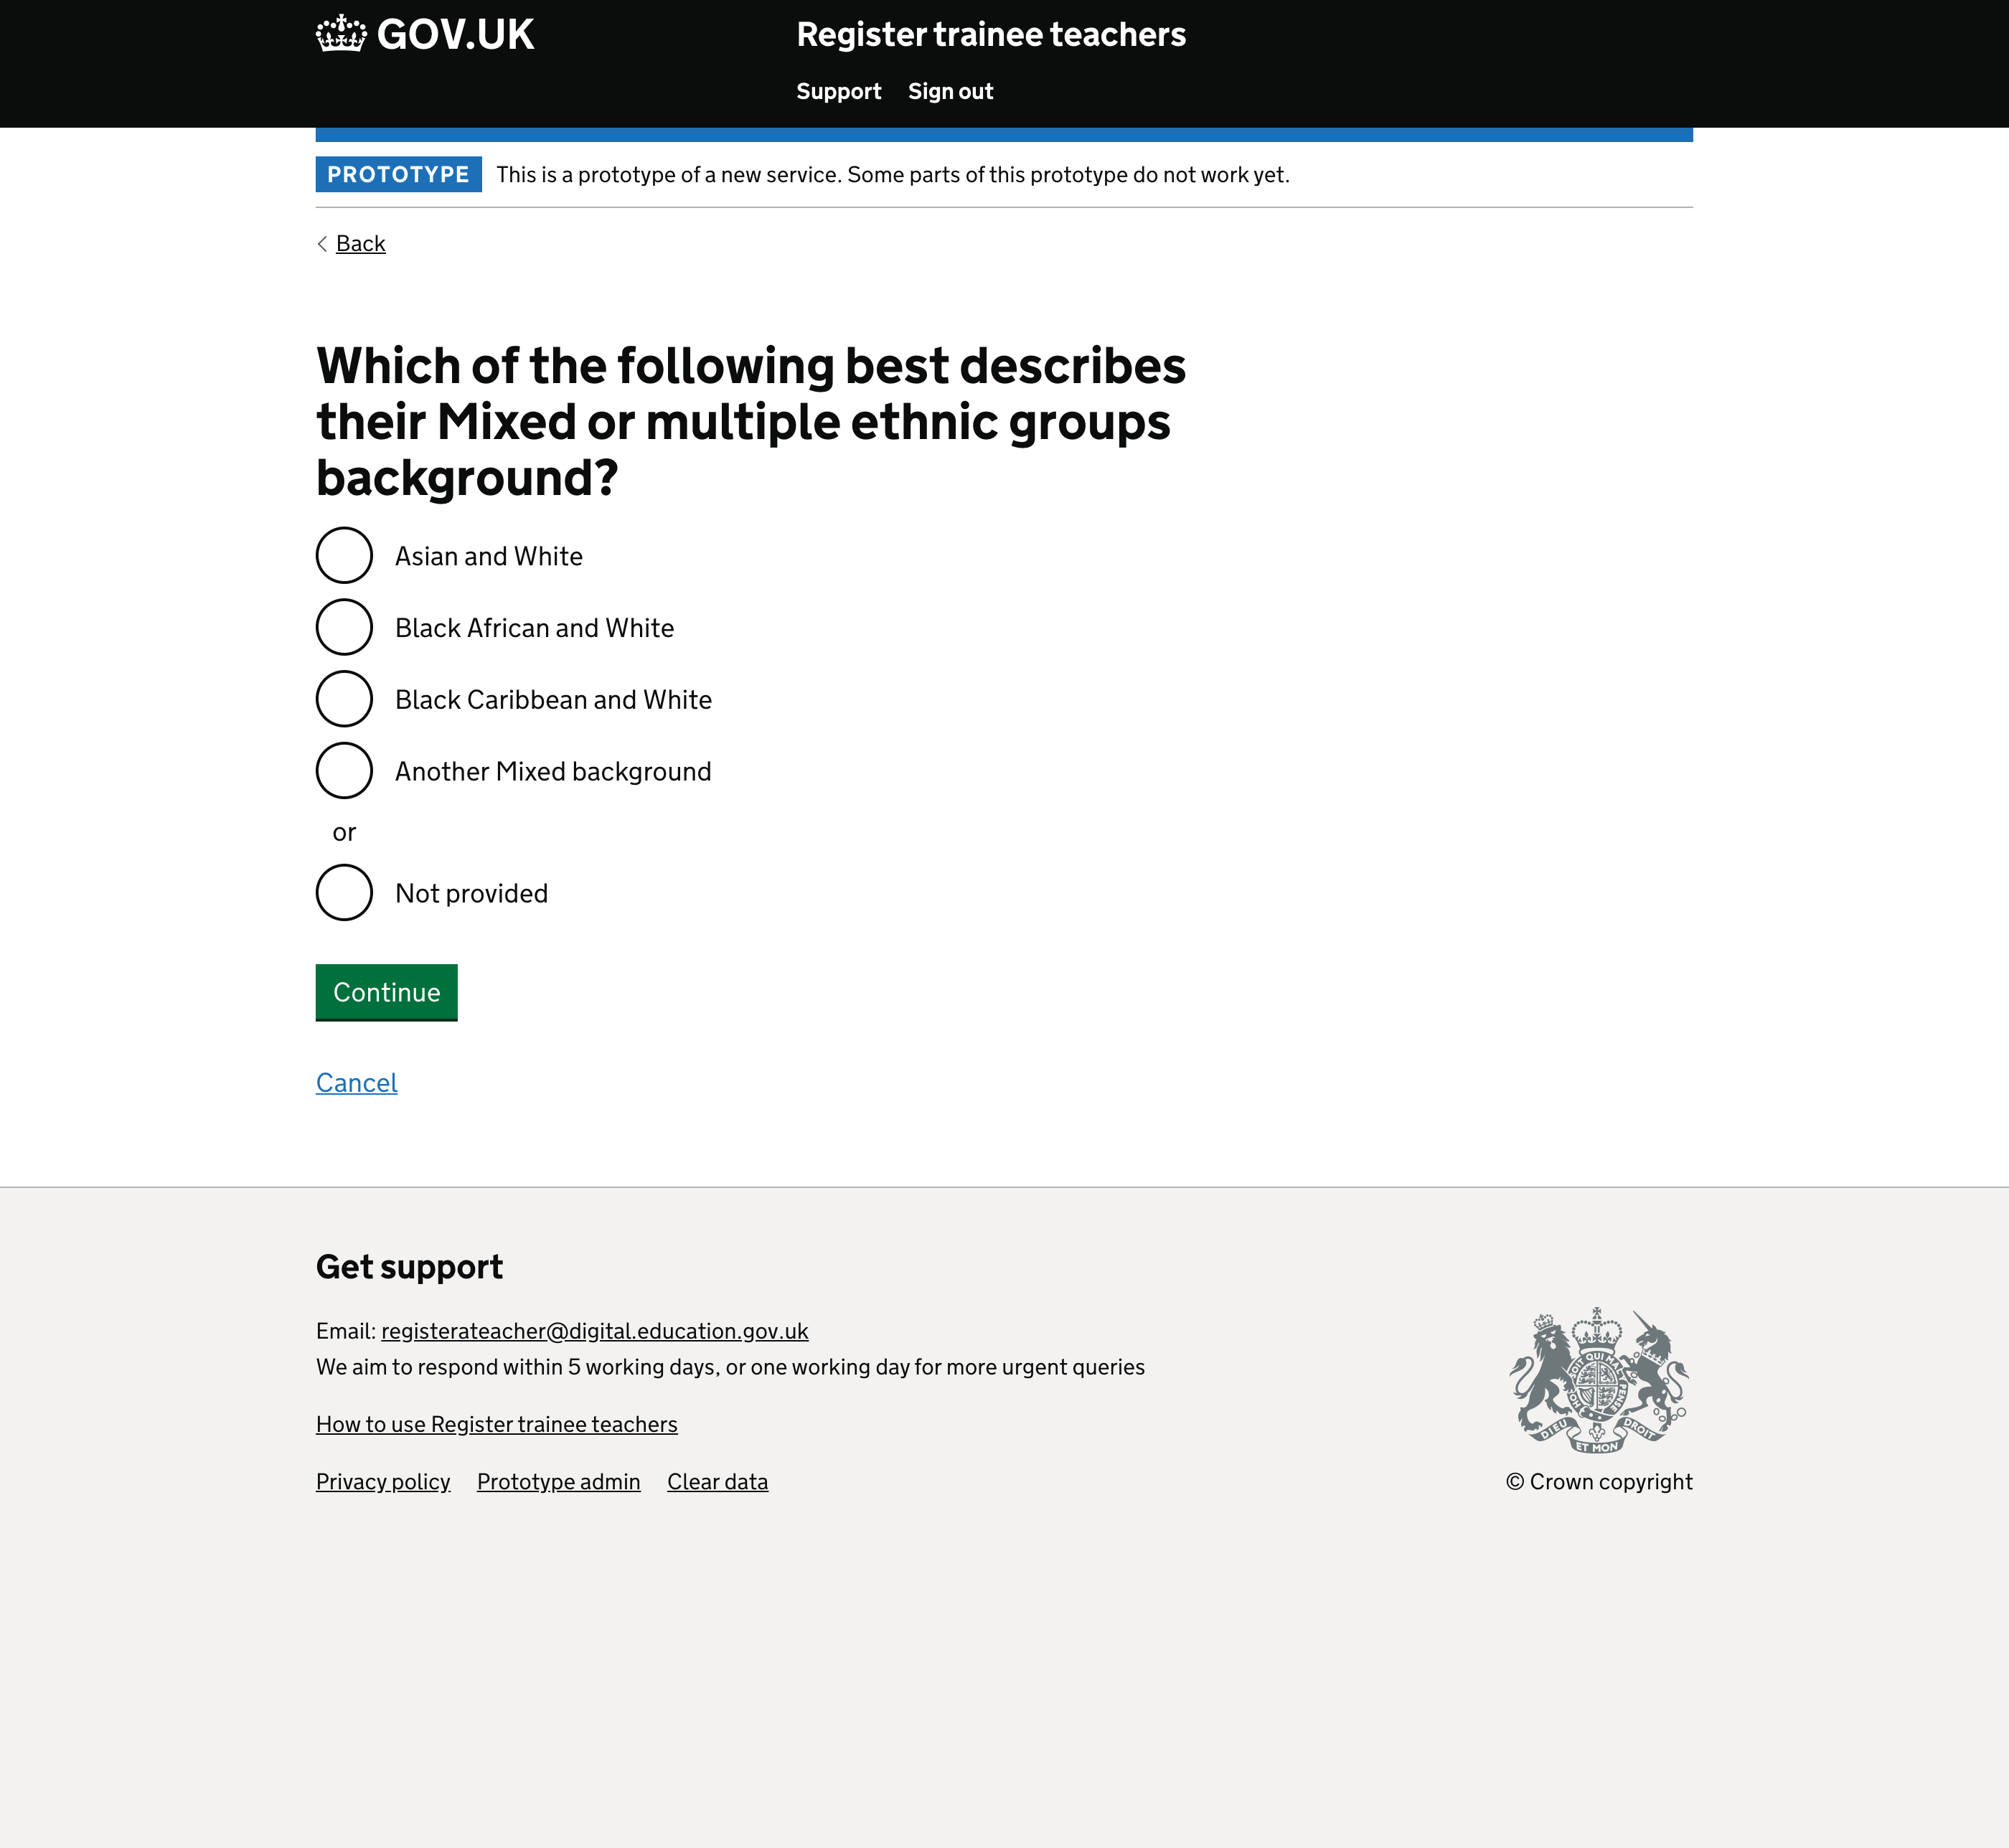 GOV.UK
Register trainee teachers
Support Sign out
PROTOTYPE This is a prototype of a new service. Some parts of this prototype do not work yet.
Back
Which of the following best describes
their Mixed or multiple ethnic groups
background?
Asian and White
Black African and White
Black Caribbean and White
Another Mixed background
or
Not provided
Continue
Cancel
Get support
Email: registerateacher@digital.education.gov.uk
We aim to respond within 5 working days, or one working day for more urgent queries
How to use Register trainee teachers
Privacy policy Prototype admin Clear data
DIEU ET MON DROIT
© Crown copyright